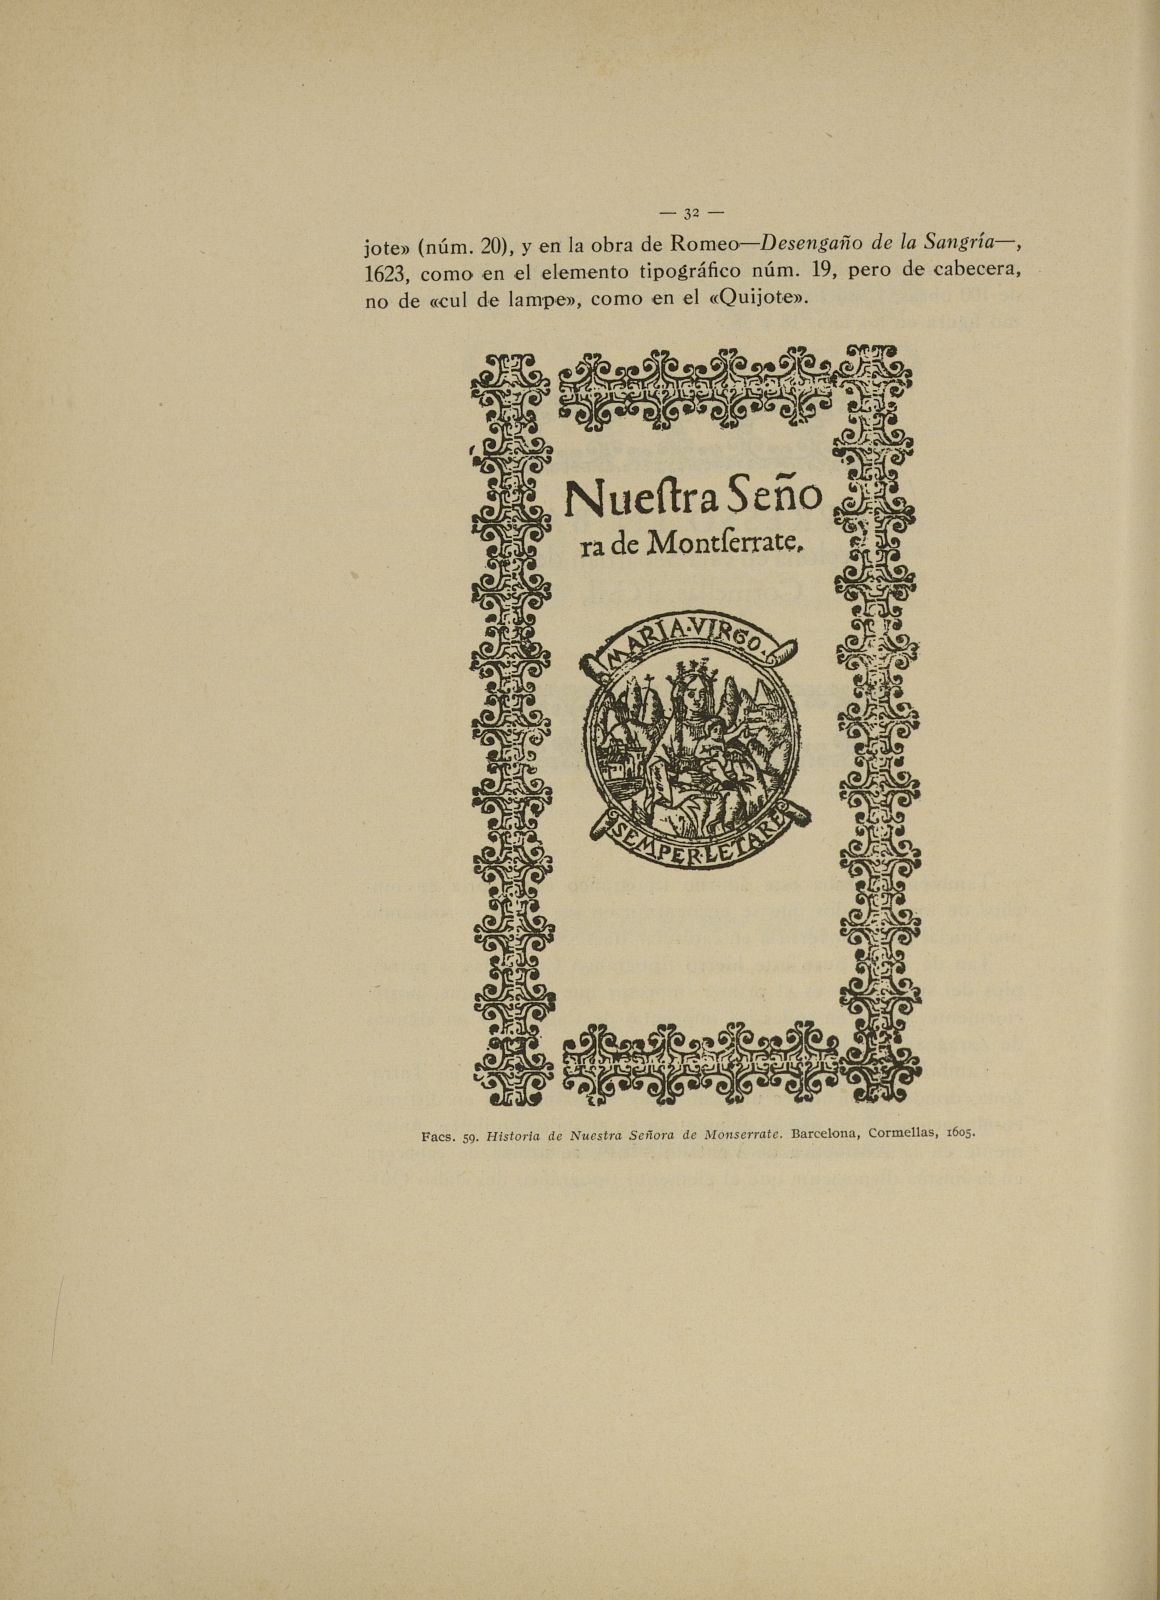 — 32 —
jote» (núm. 20), y en la obra de Romeo—Desengaño de la Sangría—,
1623, como en el elemento tipográfico núm. 19, pero de cabecera,
no de «cul de lampe», como en el «Quijote».
Nueſtra Seño
ra de Montſerrate.
MARIA·VIRGO.
SEMPER·LETARE
Facs. 59. Historia de Nuestra Señora de Monserrate. Barcelona, Cormellas, 1605.